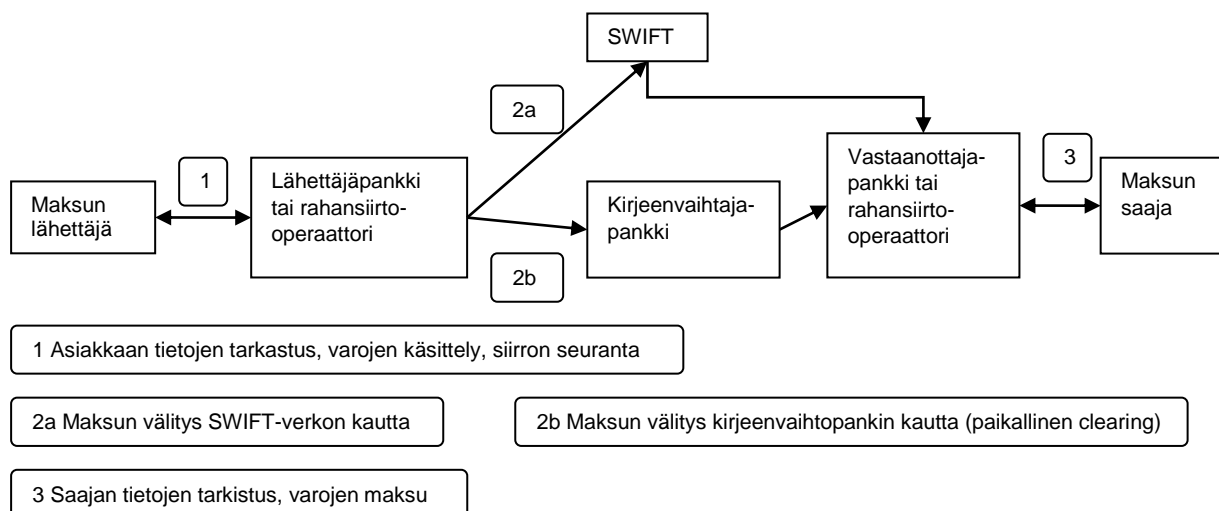 SWIFT
2a
1
Maksun
lähettäjä
Lähettäjäpankki
tai rahansiirto-
operaattori
2b
Kirjeenvaihtaja-
pankki
Vastaanottaja-
pankki tai
rahansiirto-
operaattori
3
Maksun
saaja
1 Asiakkaan tietojen tarkastus, varojen käsittely, siirron seuranta
2a Maksun välitys SWIFT-verkon kautta
2b Maksun välitys kirjeenvaihtopankin kautta (paikallinen clearing)
3 Saajan tietojen tarkistus, varojen maksu